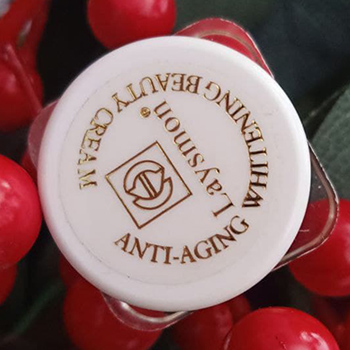 Laysmon®
ANTI-AGING WHITENING BEAUTY CREAM